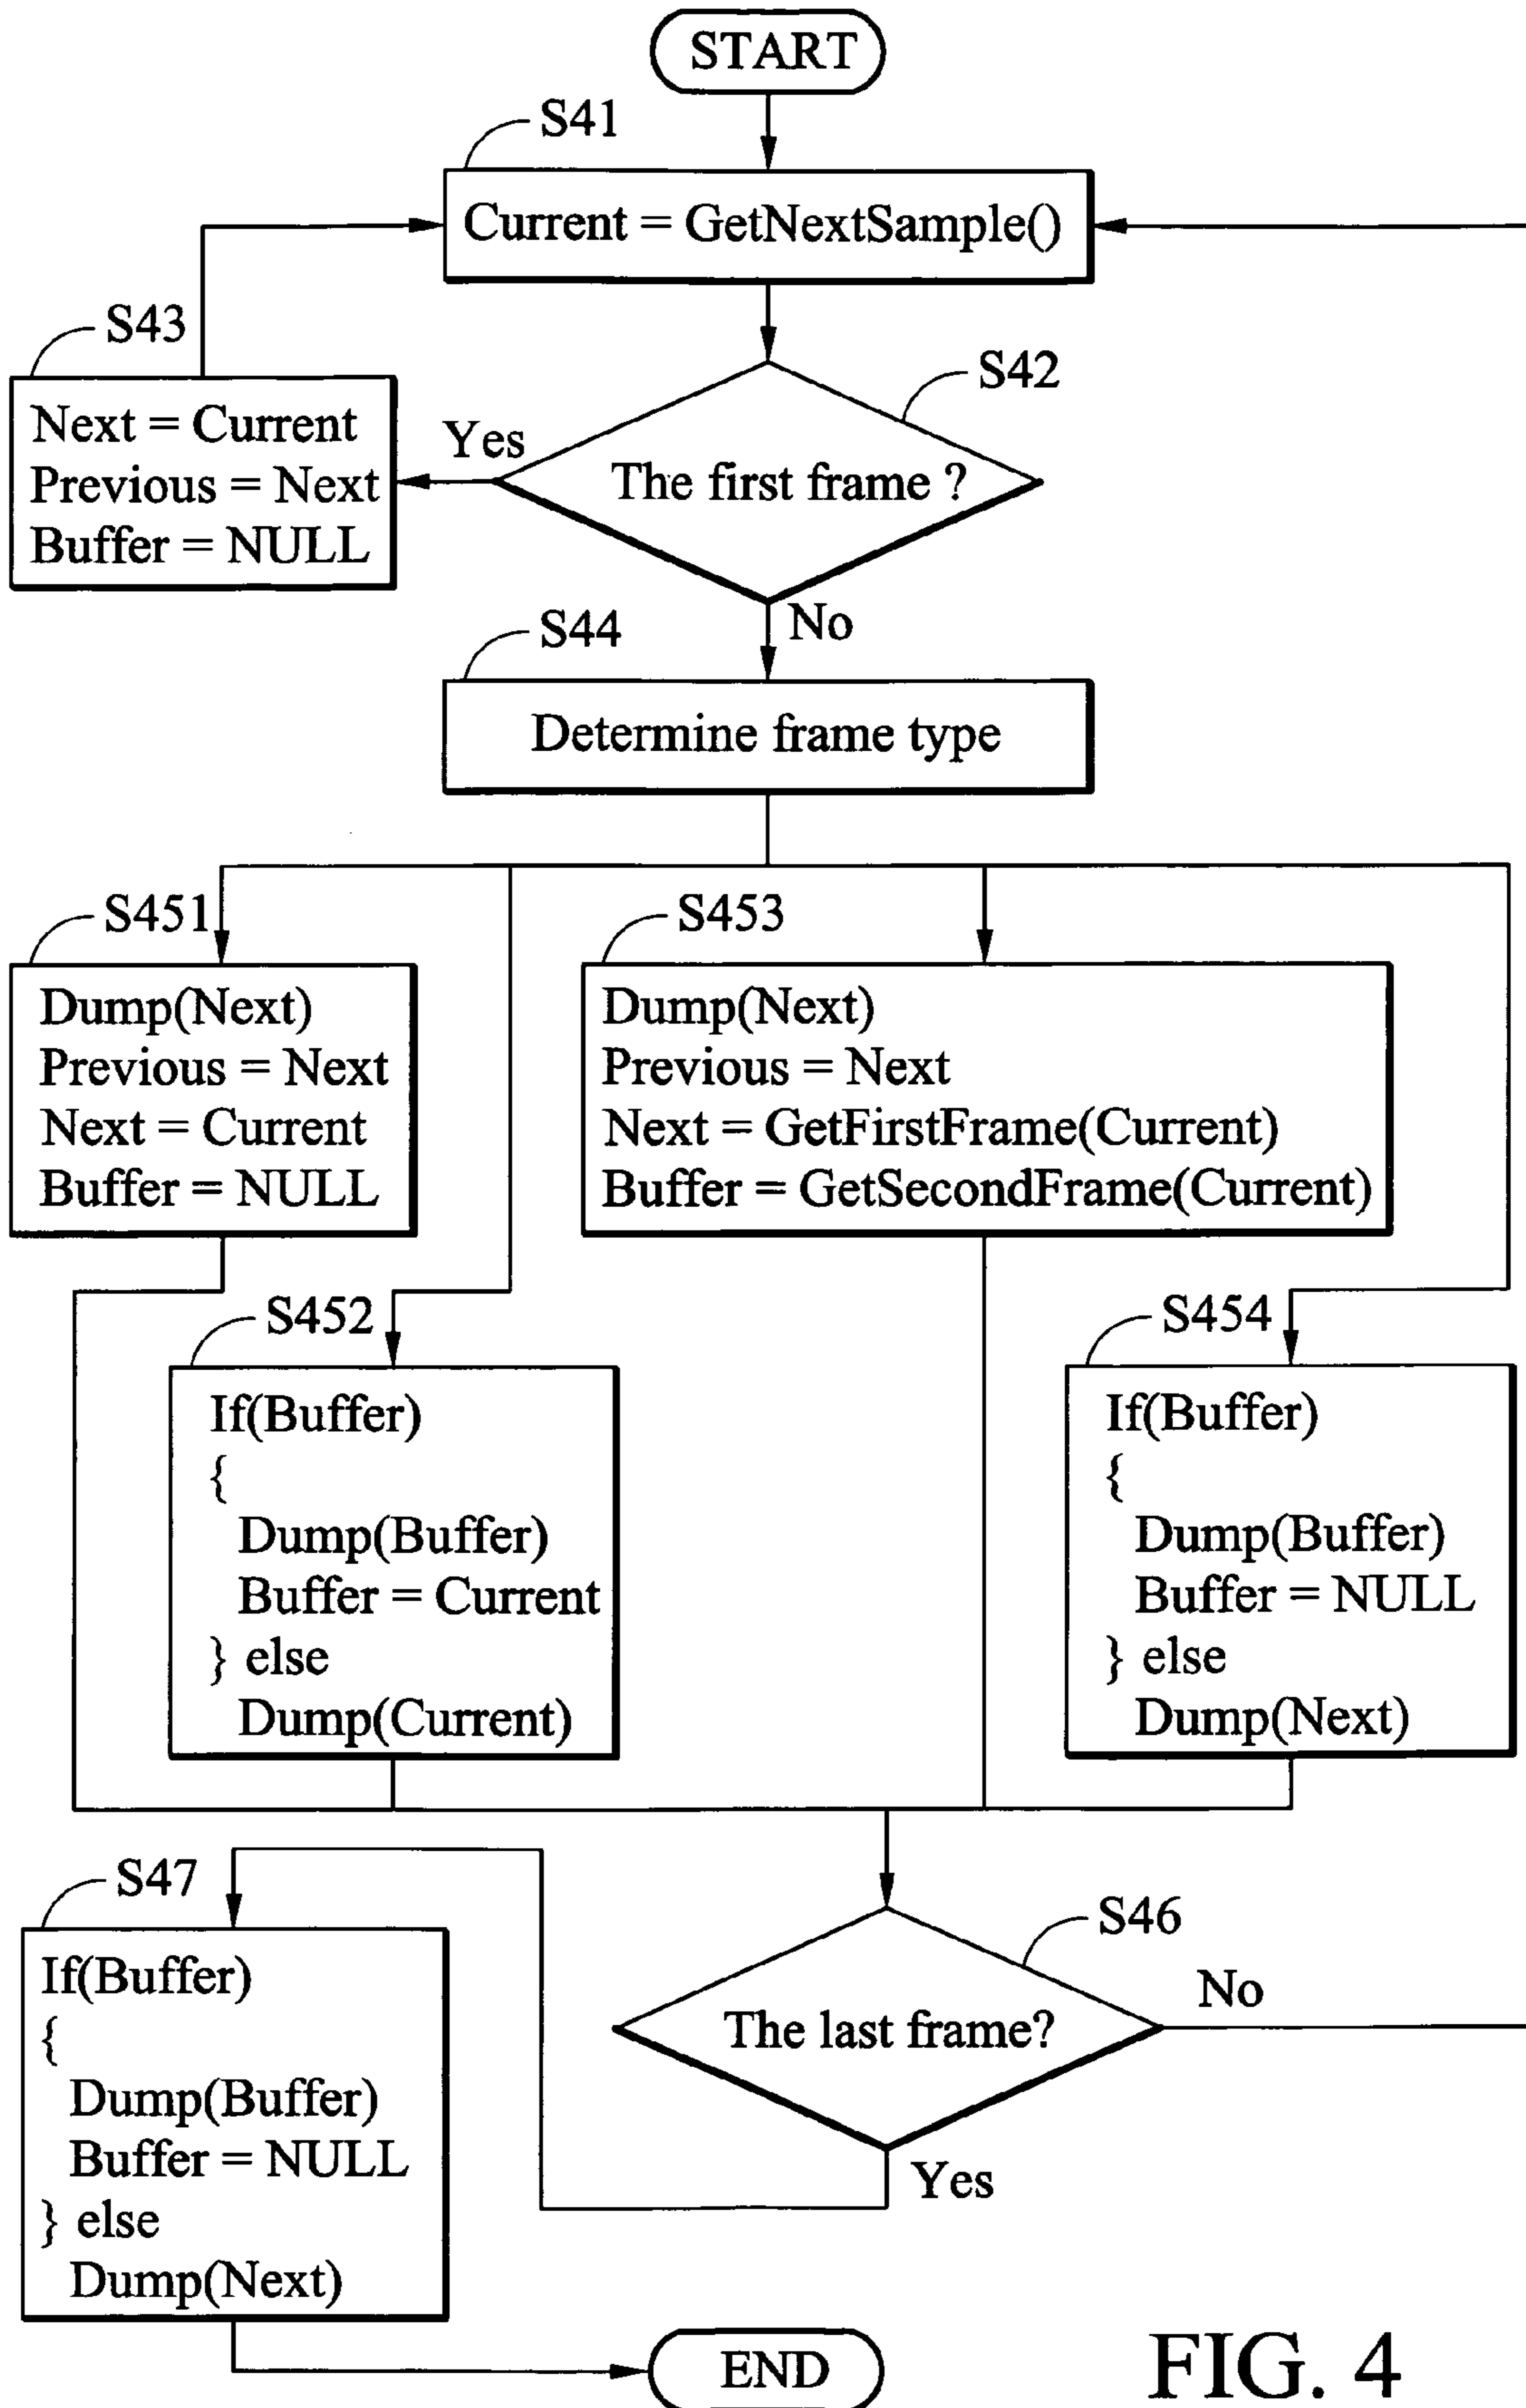 START
S41
Current = GetNextSample()
S43
Next = Current
Previous = Next
Buffer = NULL
S42
Yes
The first frame ?
No
S44
Determine frame type
S451
Dump(Next)
Previous = Next
Next = Current
Buffer = NULL
S453
Dump(Next)
Previous = Next
Next = GetFirstFrame(Current)
Buffer = GetSecondFrame(Current)
S452
If(Buffer)
{
Dump(Buffer)
Buffer = Current
} else
Dump(Current)
S454
If(Buffer)
{
Dump(Buffer)
Buffer = NULL
} else
Dump(Next)
S46
The last frame?
No
Yes
S47
If(Buffer)
{
Dump(Buffer)
Buffer = NULL
} else
Dump(Next)
END
FIG. 4